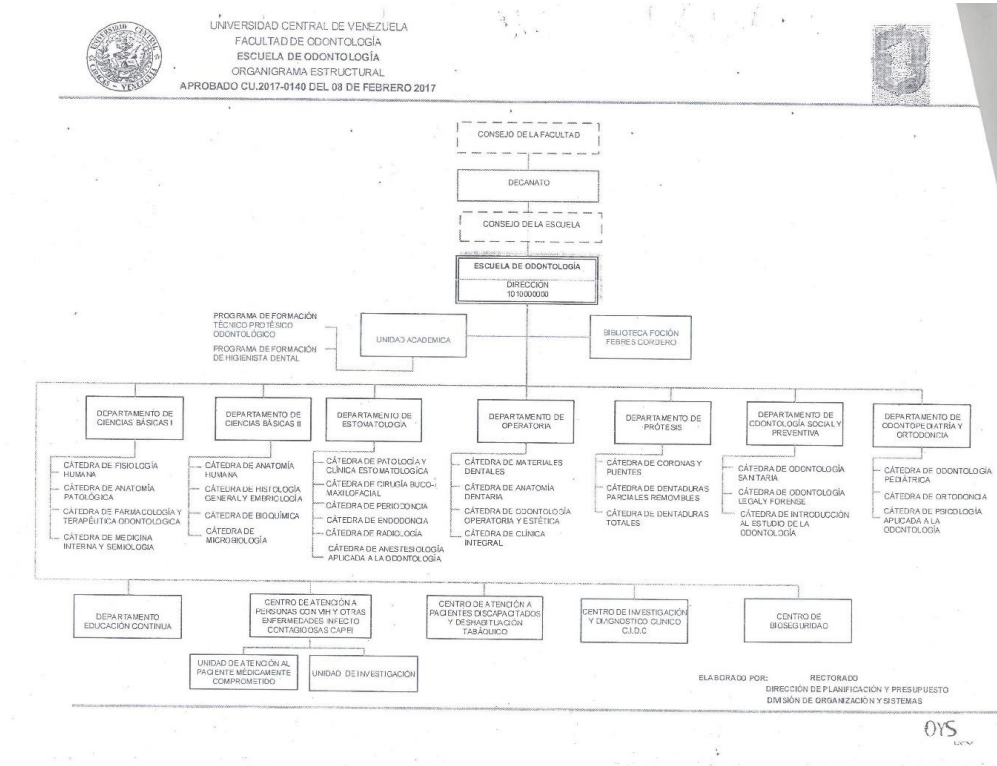 UNIVERSIDAD CENTRAL DE VENEZUELA
FACULTAD DE ODONTOLOGÍA
ESCUELA DE ODONTOLOGÍA
ORGANIGRAMA ESTRUCTURAL
APROBADO CU.2017-0140 DEL 08 DE FEBRERO 2017
CONSEJO DE LA FACULTAD
DECANATO
CONSEJO DE LA ESCUELA
ESCUELA DE ODONTOLOGÍA
DIRECCION
1010000000
PROGRAMA DE FORMACIÓN
TÉCNICO PROTÉSICO
ODONTOLÓGICO
PROGRAMA DE FORMACIÓN
DE HIGIENISTA DENTAL
UNIDAD ACADEMICA
BIBLIOTECA FOCIÓN
FEBRES CORDERO
DEPARTAMENTO DE
CIENCIAS BÁSICAS I
CÁTEDRA DE FISIOLOGÍA
HUMANA
CÁTEDRA DE ANATOMÍA
PATOLÓGICA
CÁTEDRA DE FARMACOLOGÍA Y
TERAPÉUTICA ODONTOLOGICA
CÁTEDRA DE MEDICINA
INTERNA Y SEMIOLOGIA
DEPARTAMENTO DE
CIENCIAS BÁSICAS II
CÁTEDRA DE ANATOMÍA
HUMANA
CÁTEDRA DE HISTOLOGÍA
GENERAL Y EMBRIOLOGÍA
CÁTEDRA DE BIOQUÍMICA
CÁTEDRA DE
MICROBIOLOGÍA
DEPARTAMENTO DE
ESTOMATOLOGÍA
CÁTEDRA DE PATOLOGÍA Y
CLÍNICA ESTOMATOLOGICA
CÁTEDRA DE CIRUGÍA BUCO-
MAXILOFACIAL
CÁTEDRA DE PERIODONCIA
CÁTEDRA DE ENDODONCIA
CÁTEDRA DE RADIOLOGÍA
CÁTEDRA DE ANESTESIOLOGÍA
APLICADA A LA ODONTOLOGÍA
DEPARTAMENTO DE
OPERATORIA
CÁTEDRA DE MATERIALES
DENTALES
CÁTEDRA DE ANATOMÍA
DENTARIA
CÁTEDRA DE ODONTOLOGÍA
OPERATORIA Y ESTÉTICA
CÁTEDRA DE CLÍNICA
INTEGRAL
DEPARTAMENTO DE
PRÓTESIS
CÁTEDRA DE CORONAS Y
PUENTES
CÁTEDRA DE DENTADURAS
PARCIALES REMOVIBLES
CÁTEDRA DE DENTADURAS
TOTALES
DEPARTAMENTO DE
ODONTOLOGÍA SOCIAL Y
PREVENTIVA
CÁTEDRA DE ODONTOLOGÍA
SANITARIA
CÁTEDRA DE ODONTOLOGÍA
LEGAL Y FORENSE
CÁTEDRA DE INTRODUCCIÓN
AL ESTUDIO DE LA
ODONTOLOGÍA
DEPARTAMENTO DE
ODONTOPEDIATRÍA Y
ORTODONCIA
CÁTEDRA DE ODONTOLOGÍA
PEDIÁTRICA
CÁTEDRA DE ORTODONCIA
CÁTEDRA DE PSICOLOGÍA
APLICADA A LA
ODONTOLOGÍA
DEPARTAMENTO
EDUCACIÓN CONTINUA
CENTRO DE ATENCIÓN A
PERSONAS CON VIH Y OTRAS
ENFERMEDADES INFECTO
CONTAGIOSAS CAPEI
UNIDAD DE ATENCIÓN AL
PACIENTE MÉDICAMENTE
COMPROMETIDO
UNIDAD DE INVESTIGACIÓN
CENTRO DE ATENCIÓN A
PACIENTES DISCAPACITADOS
Y DESHABITUACIÓN
TABÁQUICO
CENTRO DE INVESTIGACIÓN
Y DIAGNOSTICO CLINICO
C.I.D.C
CENTRO DE
BIOSEGURIDAD
ELABORADO POR: RECTORADO
DIRECCIÓN DE PLANIFICACIÓN Y PRESUPUESTO
DIVISIÓN DE ORGANIZACIÓN Y SISTEMAS
OYS
UCV